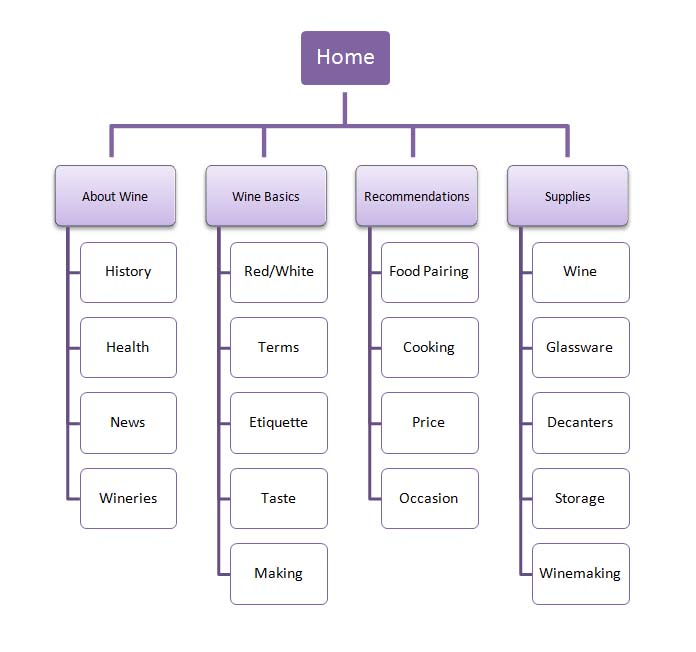 Home
About Wine
Wine Basics
Recommendations
Supplies
History
Red/White
Food Pairing
Wine
Health
Terms
Cooking
Glassware
News
Etiquette
Price
Decanters
Wineries
Taste
Occasion
Storage
Making
Winemaking